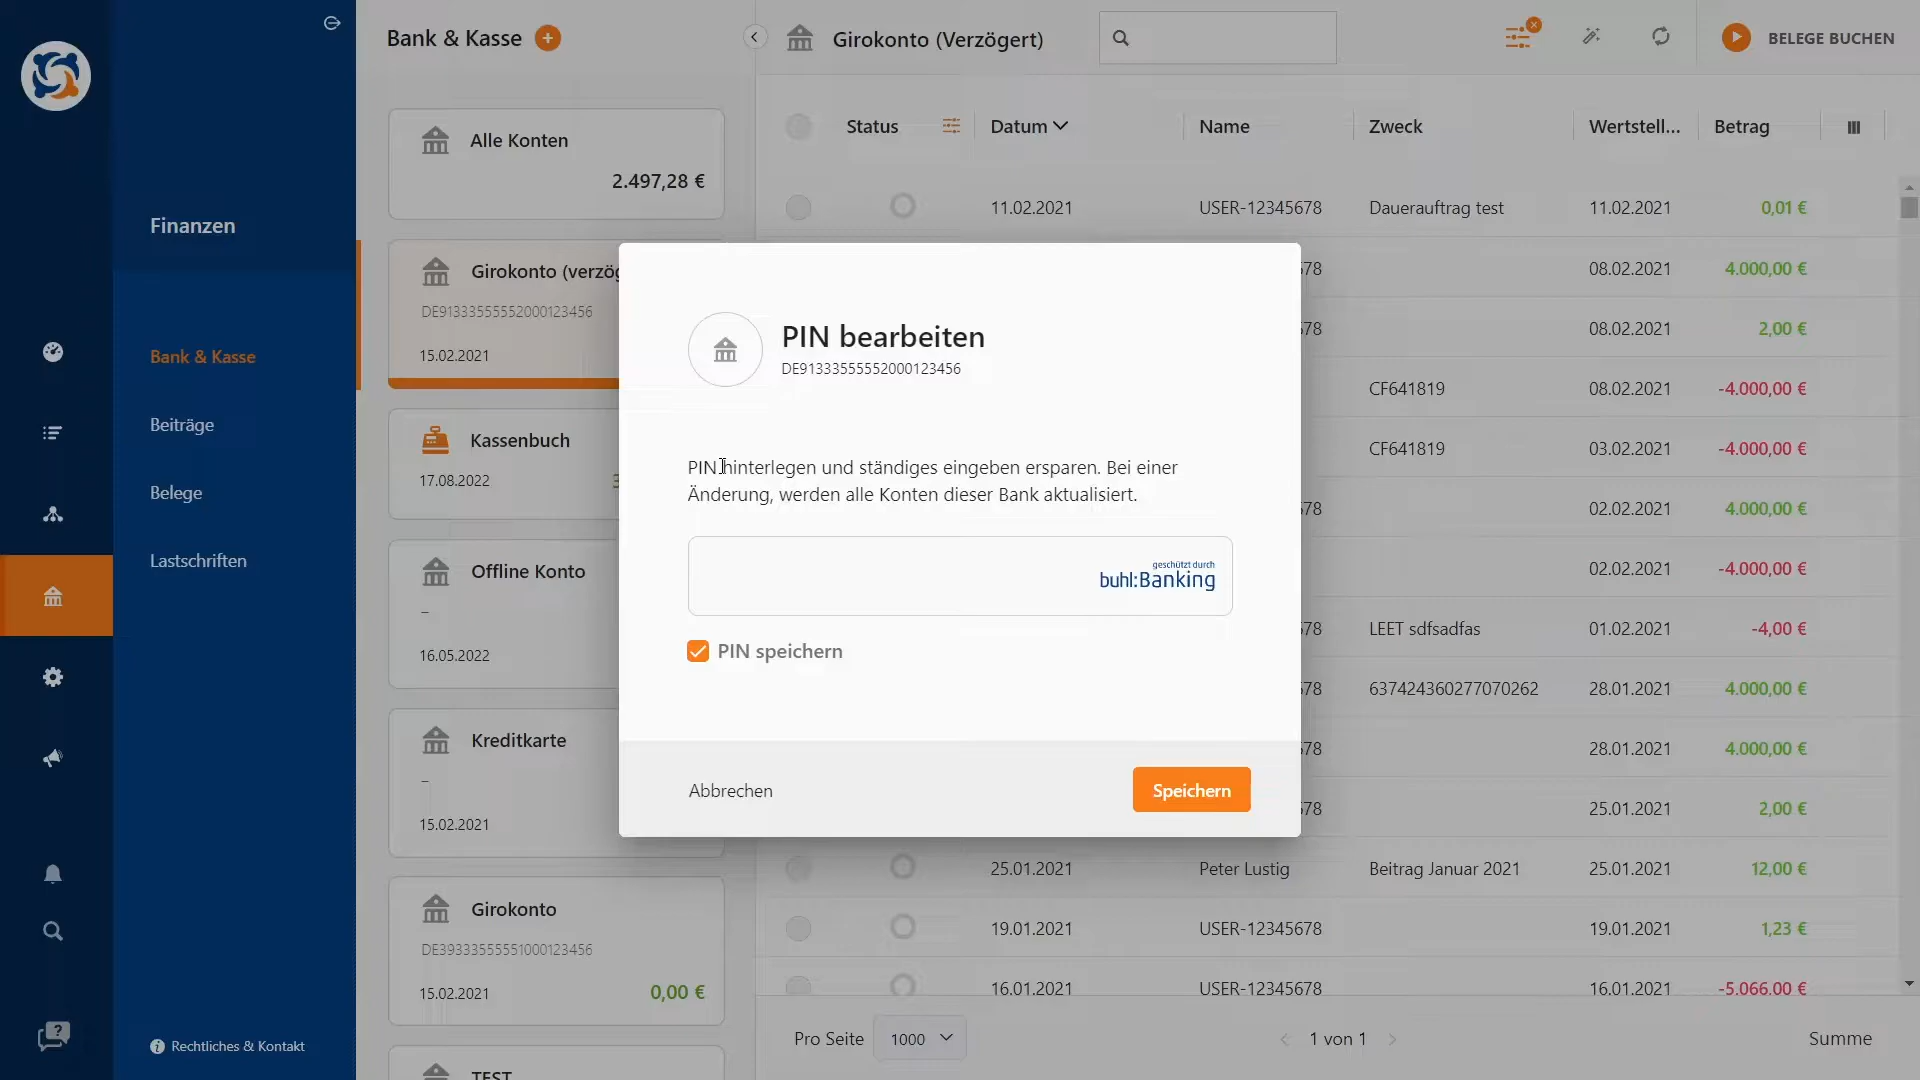 Finanzen
Bank & Kasse
Beiträge
Belege
Lastschriften
Rechtliches & Kontakt
Bank & Kasse
Alle Konten
2.497,28 €
Girokonto (verzög
DE91333555552000123456
15.02.2021
Kassenbuch
17.08.2022
Offline Konto
–
16.05.2022
Kreditkarte
–
15.02.2021
Girokonto
DE39333555551000123456
15.02.2021 0,00 €
TEST
Girokonto (Verzögert)
BELEGE BUCHEN
Status Datum Name Zweck Wertstell... Betrag
11.02.2021 USER-12345678 Dauerauftrag test 11.02.2021 0,01 €
78 08.02.2021 4.000,00 €
78 08.02.2021 2,00 €
CF641819 08.02.2021 -4.000,00 €
CF641819 03.02.2021 -4.000,00 €
78 02.02.2021 4.000,00 €
02.02.2021 -4.000,00 €
78 LEET sdfsadfas 01.02.2021 -4,00 €
78 637424360277070262 28.01.2021 4.000,00 €
78 28.01.2021 4.000,00 €
78 25.01.2021 2,00 €
25.01.2021 Peter Lustig Beitrag Januar 2021 25.01.2021 12,00 €
19.01.2021 USER-12345678 19.01.2021 1,23 €
16.01.2021 USER-12345678 16.01.2021 -5.066,00 €
Pro Seite 1000 1 von 1 Summe
PIN bearbeiten
DE91333555552000123456
PIN hinterlegen und ständiges eingeben ersparen. Bei einer
Änderung, werden alle Konten dieser Bank aktualisiert.
geschützt durch
buhl:Banking
PIN speichern
Abbrechen Speichern